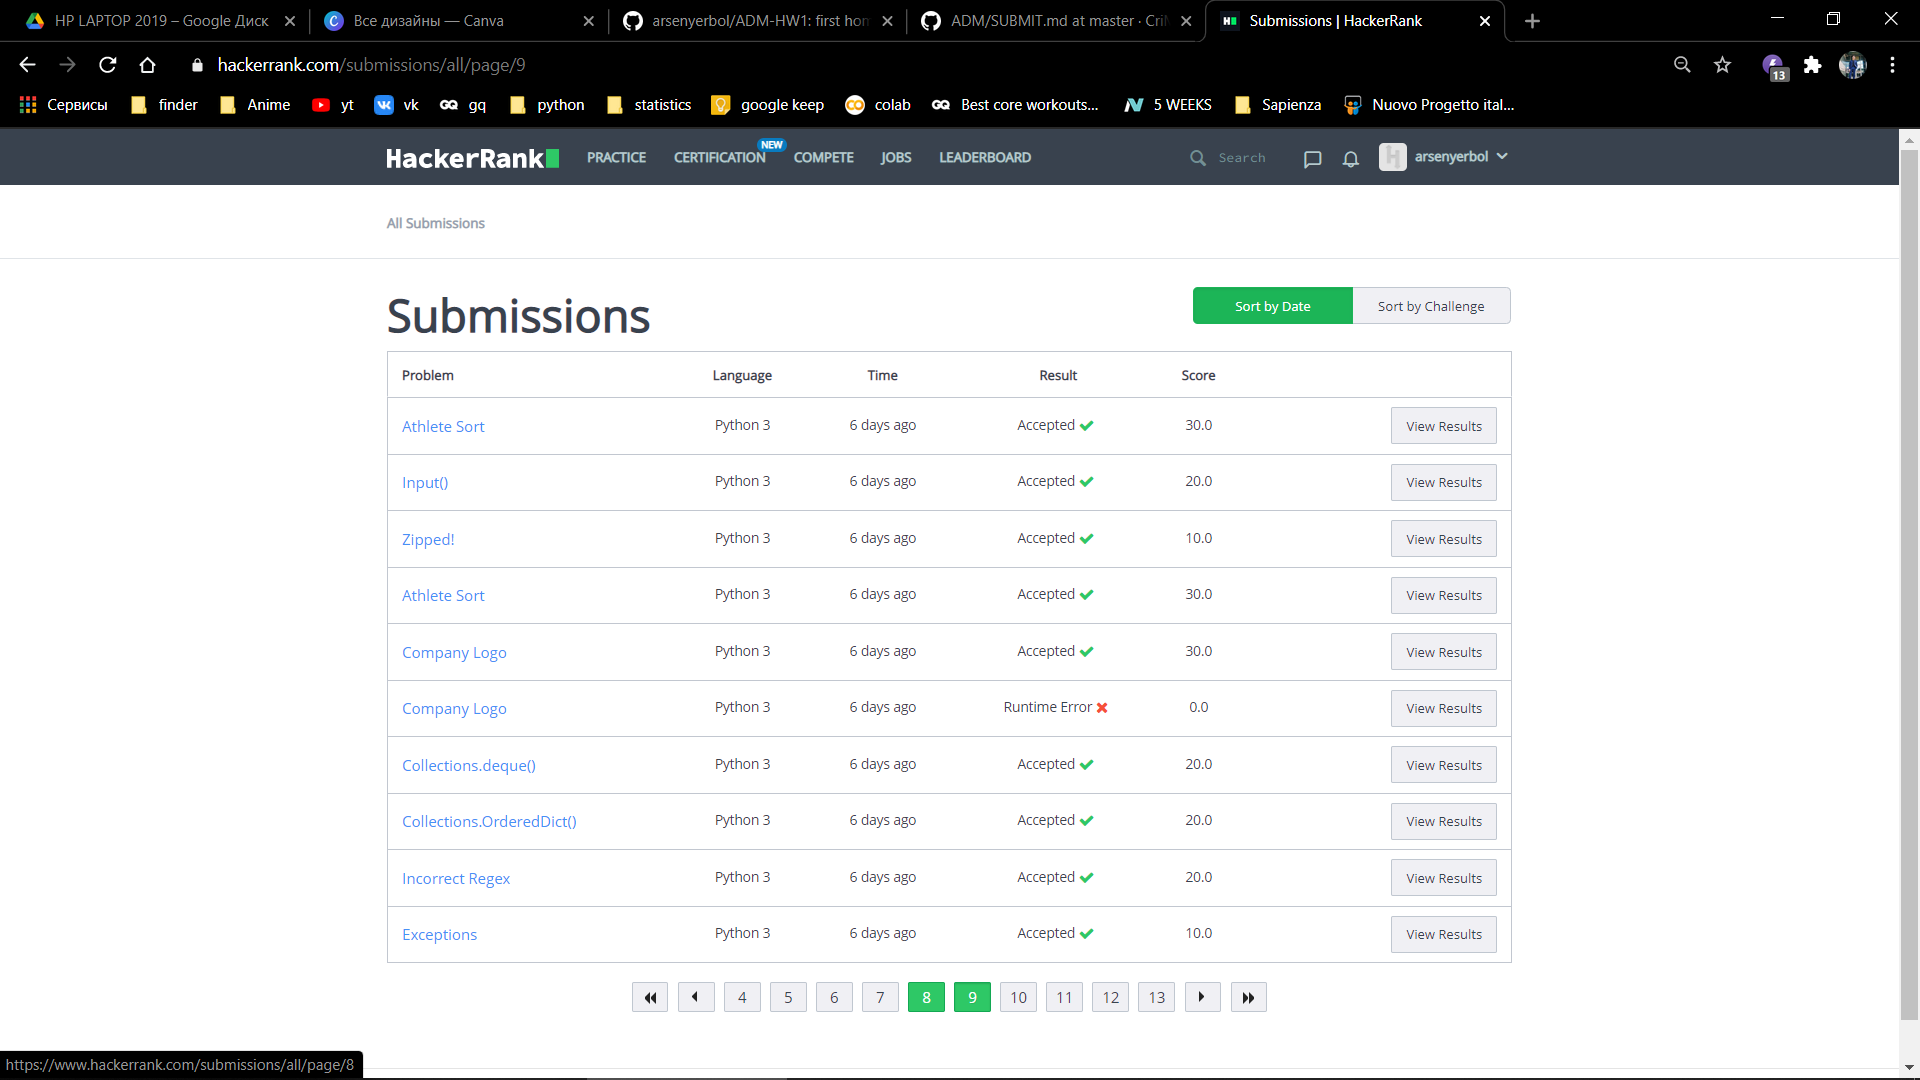 HP LAPTOP 2019 – Google Диск
Все дизайны — Canva
arsenyerbol/ADM-HW1: first hom
ADM/SUBMIT.md at master · CriM
Submissions | HackerRank
hackerrank.com/submissions/all/page/9
13
Сервисы finder Anime yt vk gq python statistics google keep colab Best core workouts... 5 WEEKS Sapienza Nuovo Progetto ital...
HackerRank PRACTICE CERTIFICATION NEW COMPETE JOBS LEADERBOARD Search arsenyerbol
All Submissions
Submissions
Sort by Date Sort by Challenge
Problem Language Time Result Score
Athlete Sort Python 3 6 days ago Accepted 30.0 View Results
Input() Python 3 6 days ago Accepted 20.0 View Results
Zipped! Python 3 6 days ago Accepted 10.0 View Results
Athlete Sort Python 3 6 days ago Accepted 30.0 View Results
Company Logo Python 3 6 days ago Accepted 30.0 View Results
Company Logo Python 3 6 days ago Runtime Error 0.0 View Results
Collections.deque() Python 3 6 days ago Accepted 20.0 View Results
Collections.OrderedDict() Python 3 6 days ago Accepted 20.0 View Results
Incorrect Regex Python 3 6 days ago Accepted 20.0 View Results
Exceptions Python 3 6 days ago Accepted 10.0 View Results
4 5 6 7 8 9 10 11 12 13
https://www.hackerrank.com/submissions/all/page/8